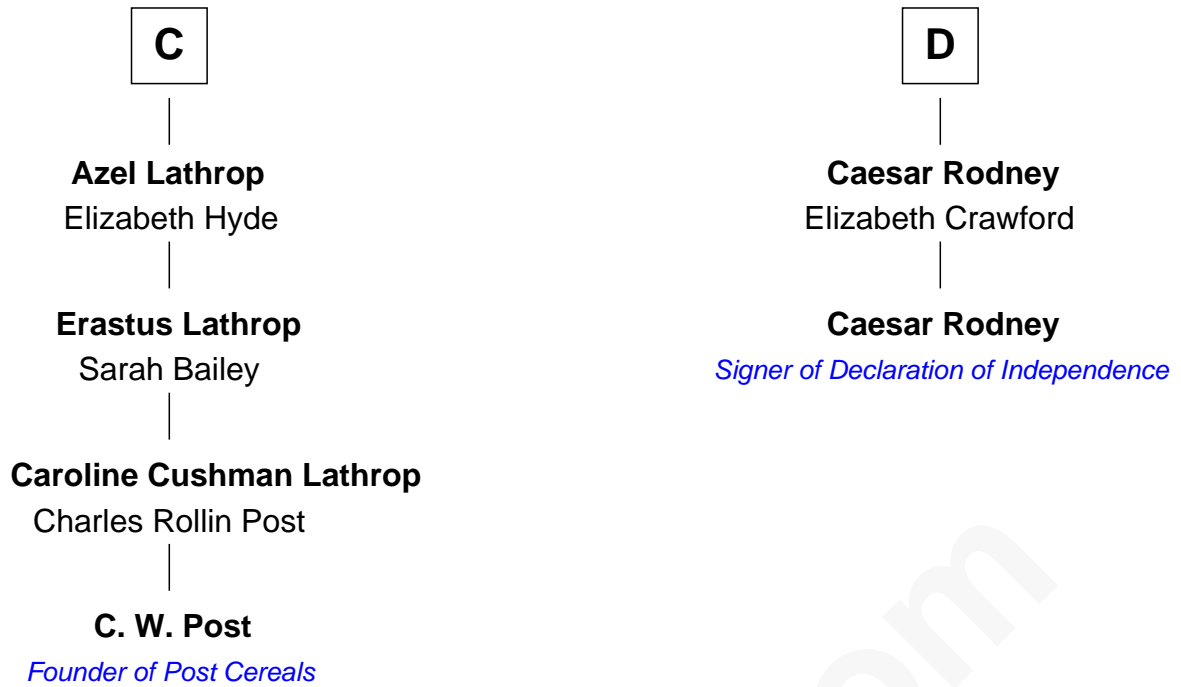 C
Azel Lathrop
Elizabeth Hyde
Erastus Lathrop
Sarah Bailey
Caroline Cushman Lathrop
Charles Rollin Post
C. W. Post
Founder of Post Cereals
D
Caesar Rodney
Elizabeth Crawford
Caesar Rodney
Signer of Declaration of Independence
om